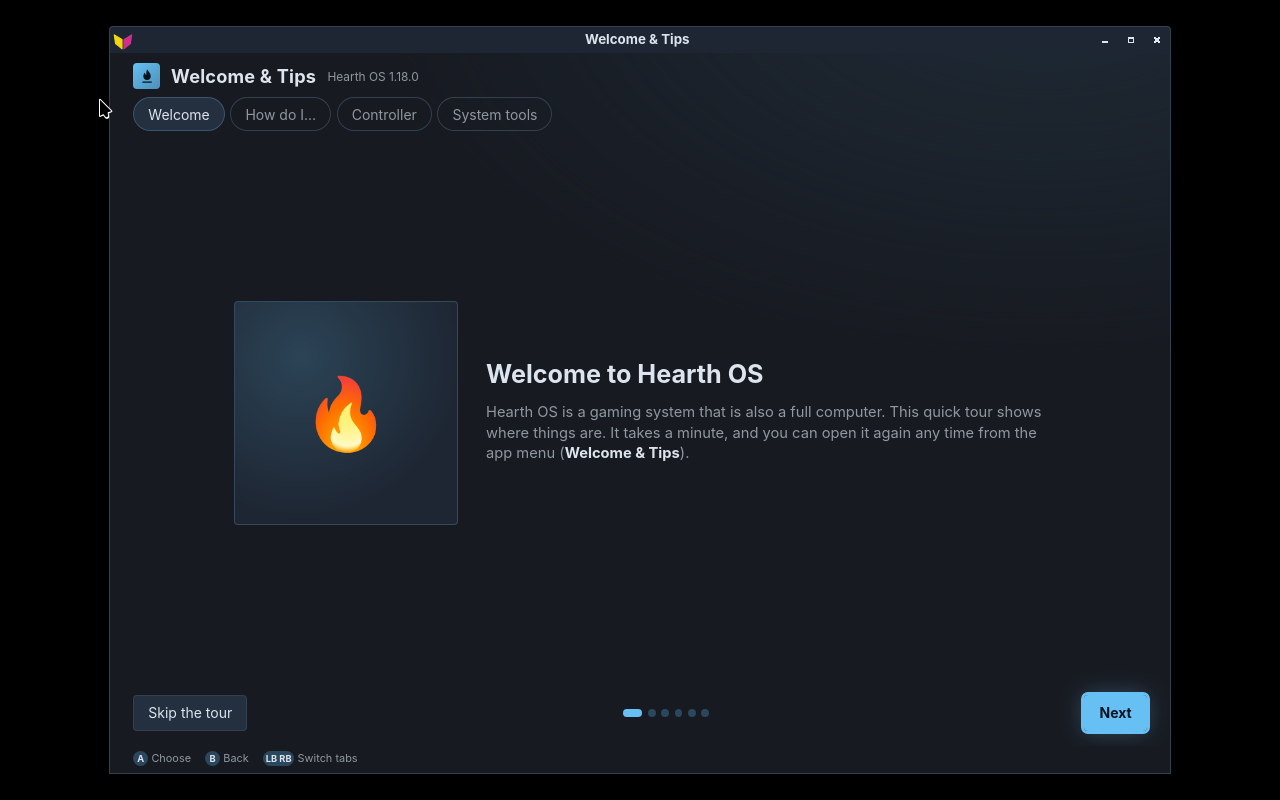 Welcome & Tips
Welcome & Tips Hearth OS 1.18.0
Welcome How do I... Controller System tools
Welcome to Hearth OS
Hearth OS is a gaming system that is also a full computer. This quick tour shows
where things are. It takes a minute, and you can open it again any time from the
app menu (Welcome & Tips).
Skip the tour Next
A Choose B Back LB RB Switch tabs